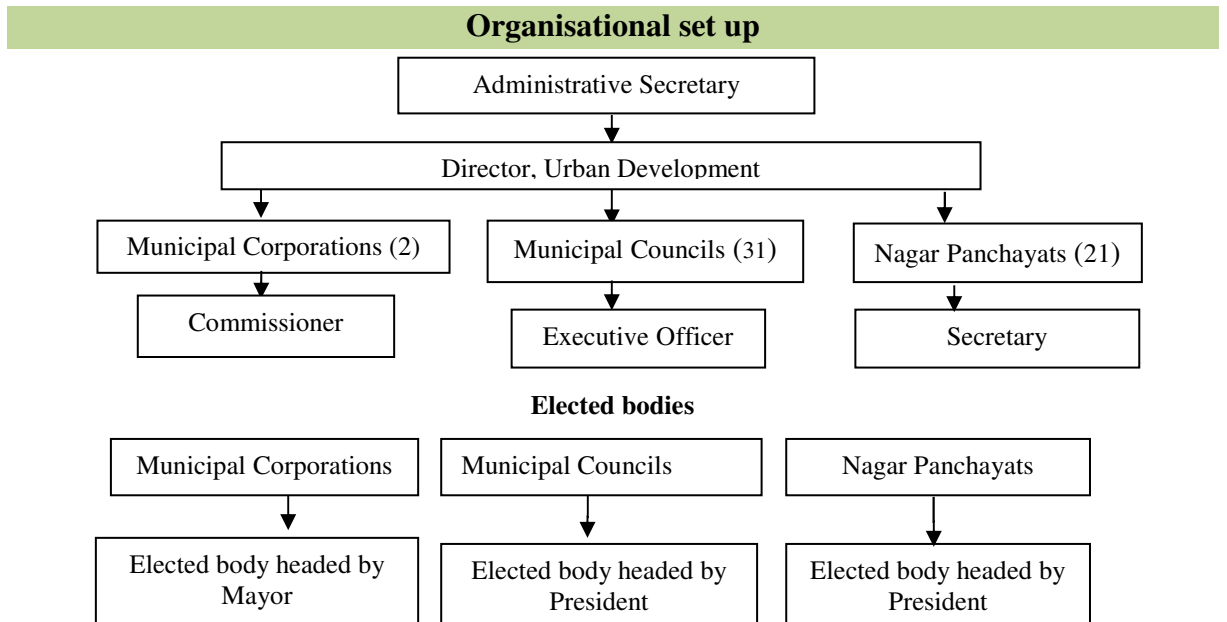 Organisational set up
Administrative Secretary
Director, Urban Development
Municipal Corporations (2)
Municipal Councils (31)
Nagar Panchayats (21)
Commissioner
Executive Officer
Secretary
Elected bodies
Municipal Corporations
Municipal Councils
Nagar Panchayats
Elected body headed by
Mayor
Elected body headed by
President
Elected body headed by
President